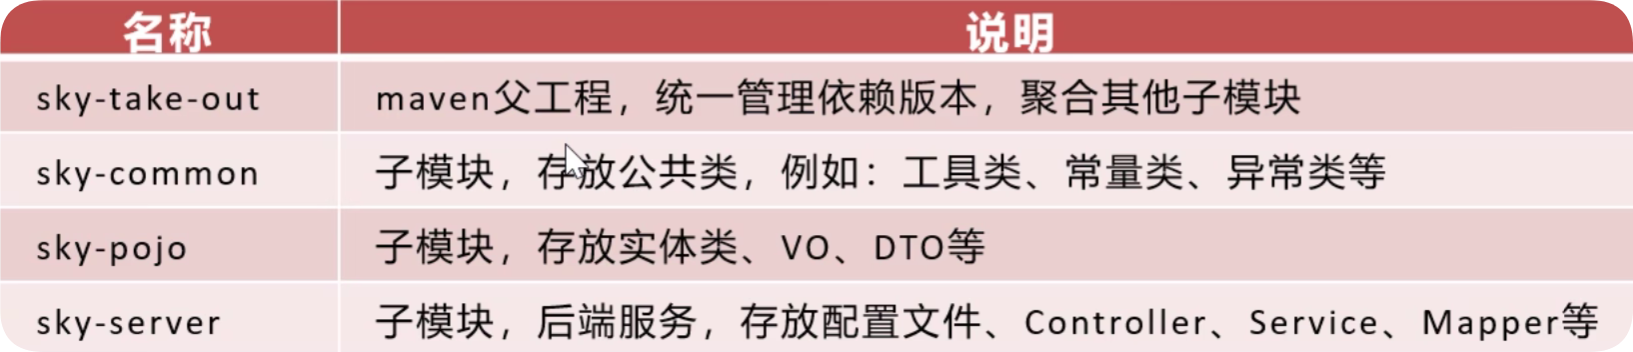 名称 说明
sky-take-out maven父工程，统一管理依赖版本，聚合其他子模块
sky-common 子模块，存放公共类，例如：工具类、常量类、异常类等
sky-pojo 子模块，存放实体类、VO、DTO等
sky-server 子模块，后端服务，存放配置文件、Controller、Service、Mapper等